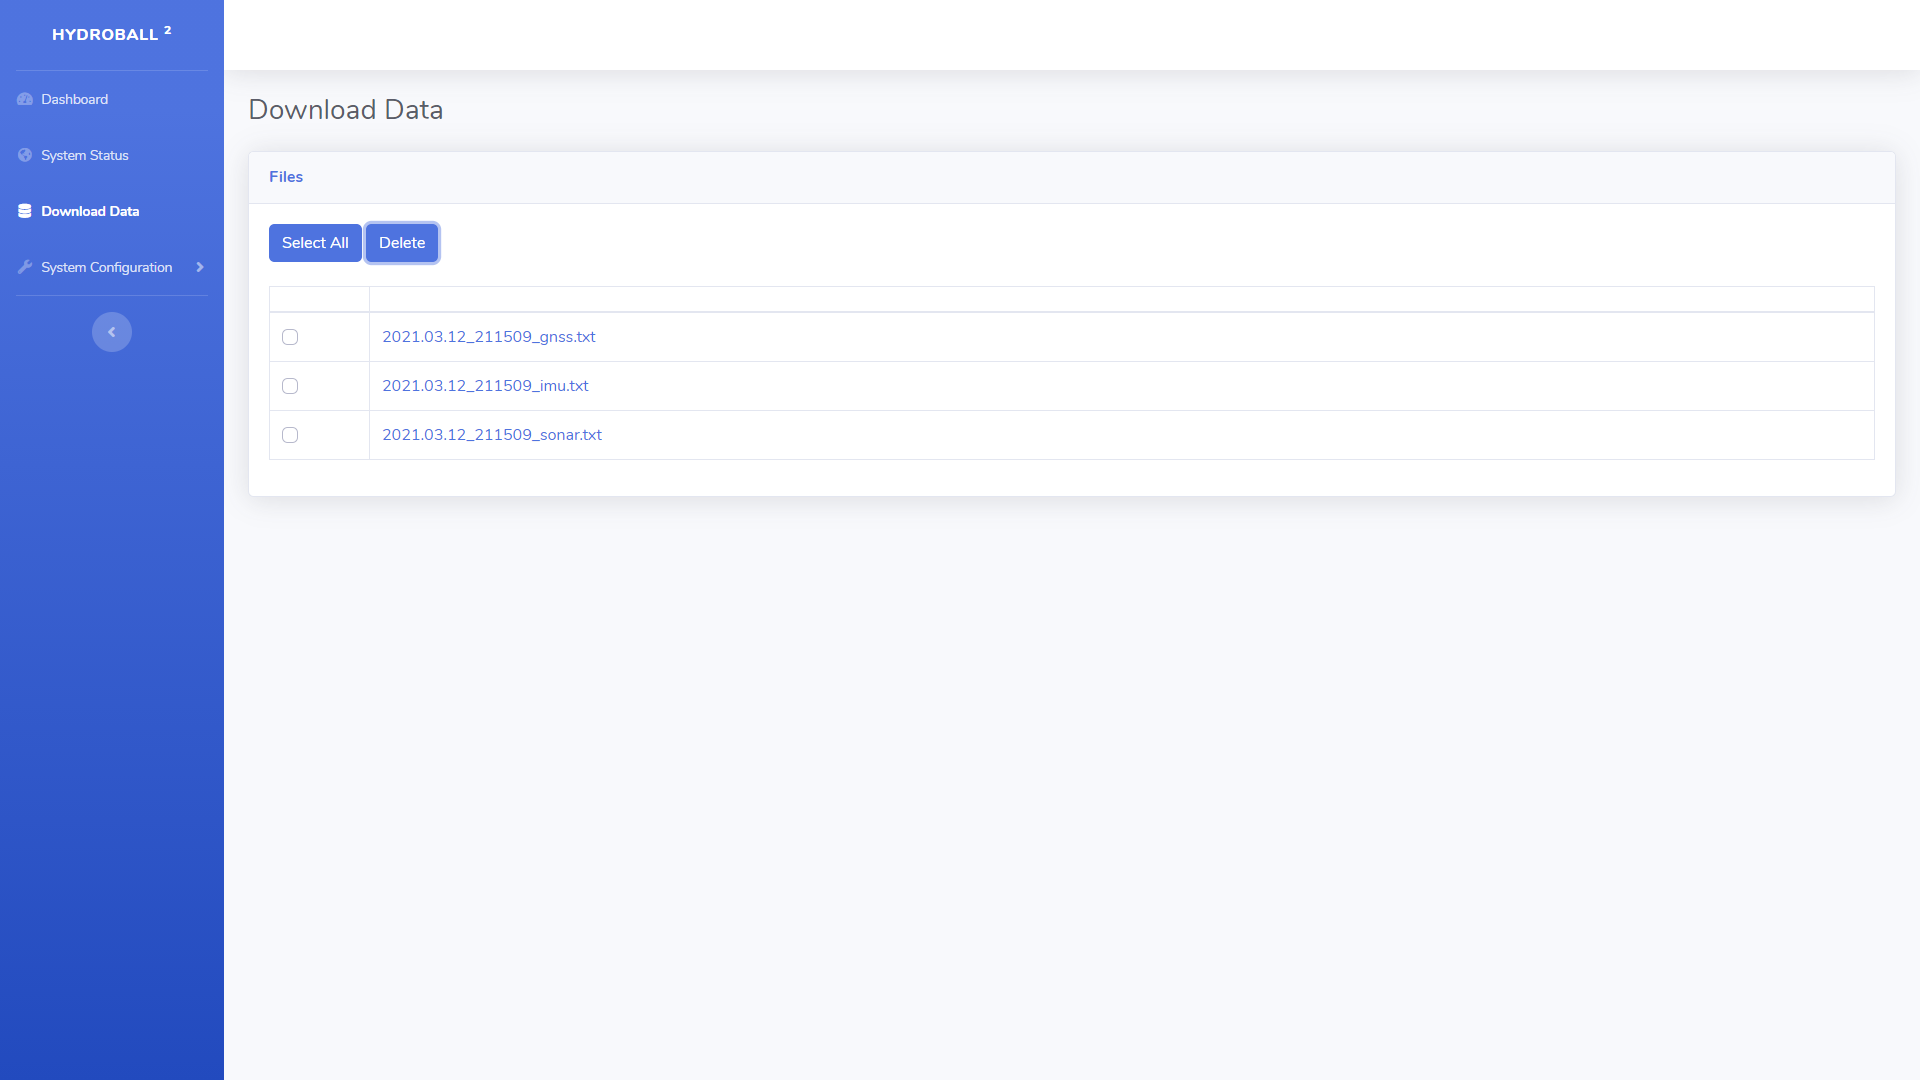 HYDROBALL 2
Dashboard
System Status
Download Data
System Configuration
Download Data
Files
Select All Delete
2021.03.12_211509_gnss.txt
2021.03.12_211509_imu.txt
2021.03.12_211509_sonar.txt